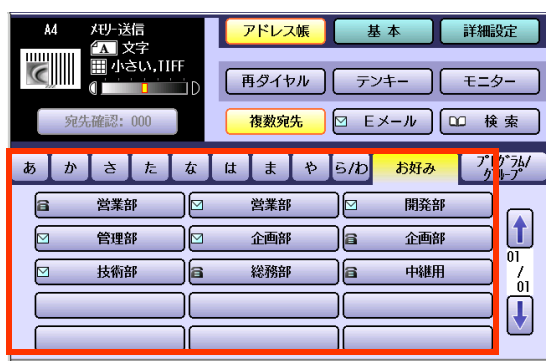 A4 ﾒﾓﾘｰ送信 アドレス帳 基本 詳細設定
A 文字
小さい,TIFF
再ダイヤル テンキー モニター
D
宛先確認: 000 複数宛先 Eメール 検索
あ か さ た な は ま や ら/わ お好み ﾌﾟﾛｸﾞﾗﾑ/ｸﾞﾙｰﾌﾟ
営業部 営業部 開発部
管理部 企画部 企画部
01
/
01
技術部 総務部 中継用